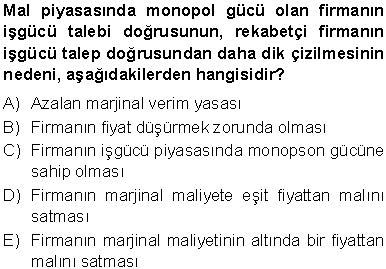 Mal piyasasında monopol gücü olan firmanın
işgücü talebi doğrusunun, rekabetçi firmanın
işgücü talep doğrusundan daha dik çizilmesinin
nedeni, aşağıdakilerden hangisidir?
A) Azalan marjinal verim yasası
B) Firmanın fiyat düşürmek zorunda olması
C) Firmanın işgücü piyasasında monopson gücüne
sahip olması
D) Firmanın marjinal maliyete eşit fiyattan malını
satması
E) Firmanın marjinal maliyetinin altında bir fiyattan
malını satması